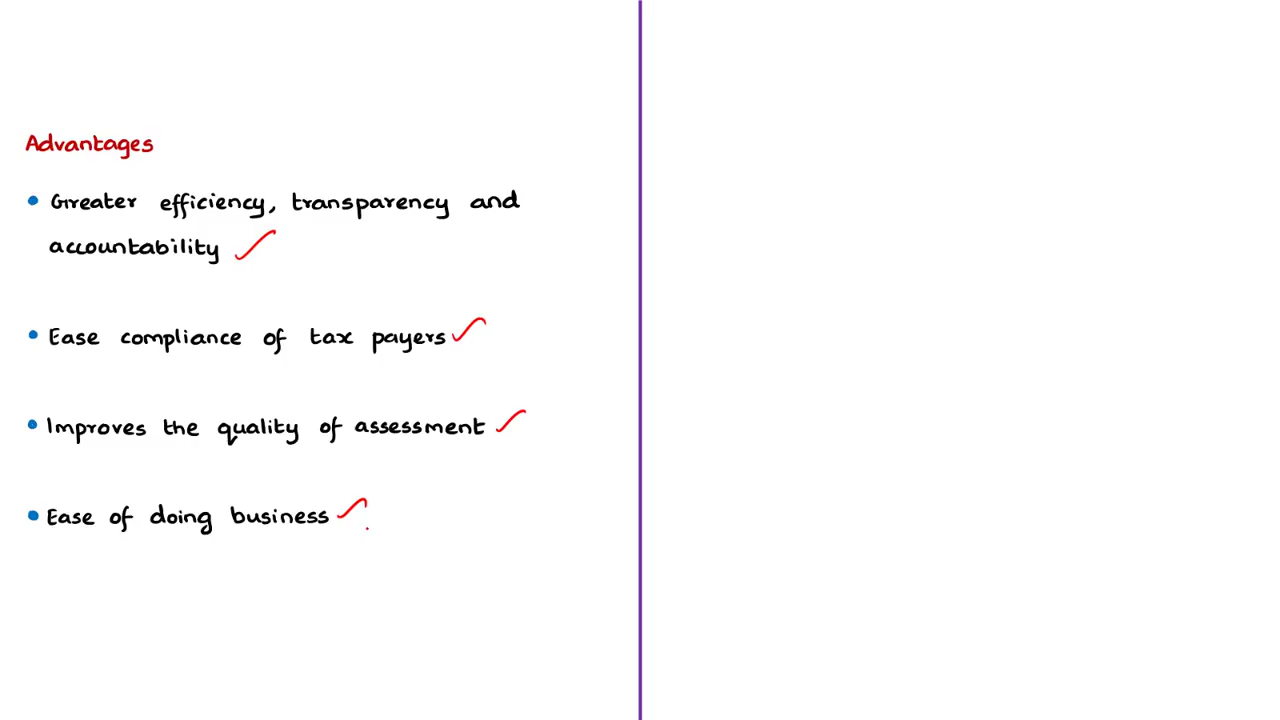 Advantages
• Greater efficiency, transparency and
accountability
• Ease compliance of tax payers
• Improves the quality of assessment
• Ease of doing business